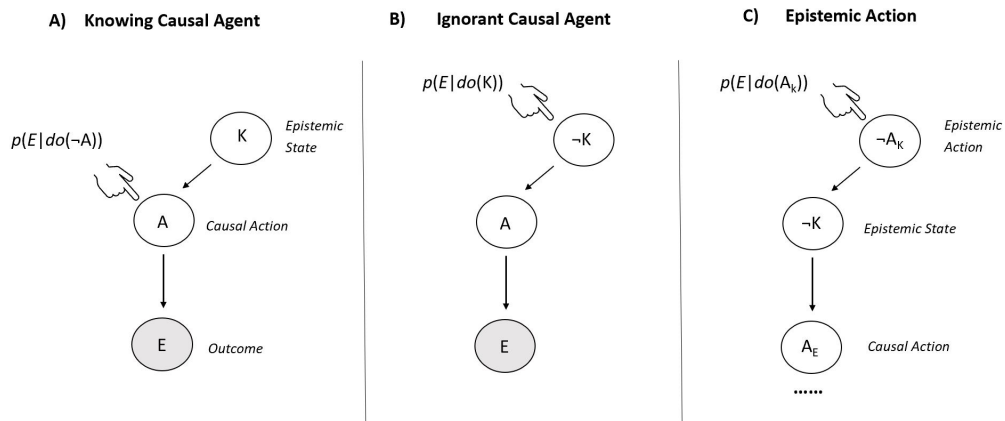 A) Knowing Causal Agent
p(E|do(¬A))
K
Epistemic
State
A
Causal Action
E
Outcome
B) Ignorant Causal Agent
p(E|do(K))
¬K
A
E
C) Epistemic Action
p(E|do(Aₖ))
¬A_K
Epistemic
Action
¬K
Epistemic State
A_E
Causal Action
......